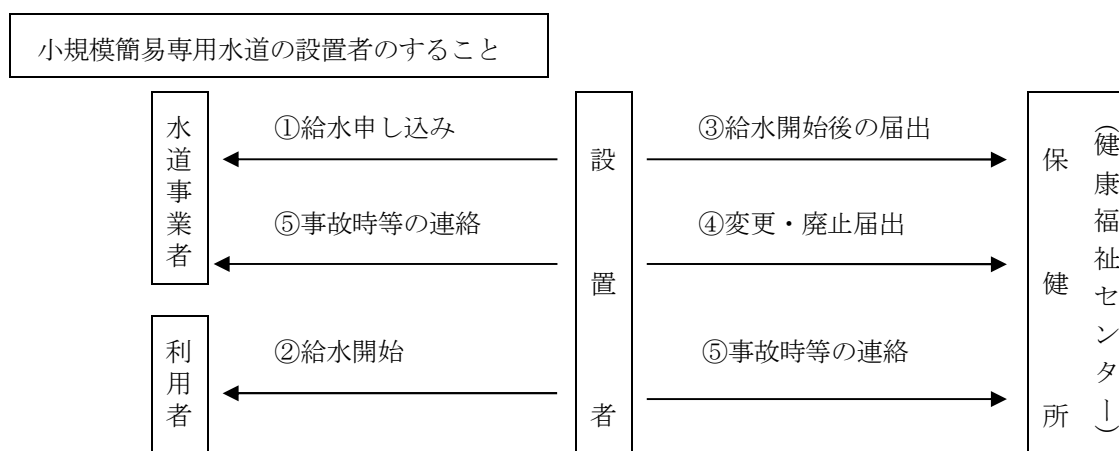 小規模簡易専用水道の設置者のすること
水道事業者
①給水申し込み
⑤事故時等の連絡
利用者
②給水開始
設置者
③給水開始後の届出
④変更・廃止届出
⑤事故時等の連絡
保健所
（健康福祉センター）